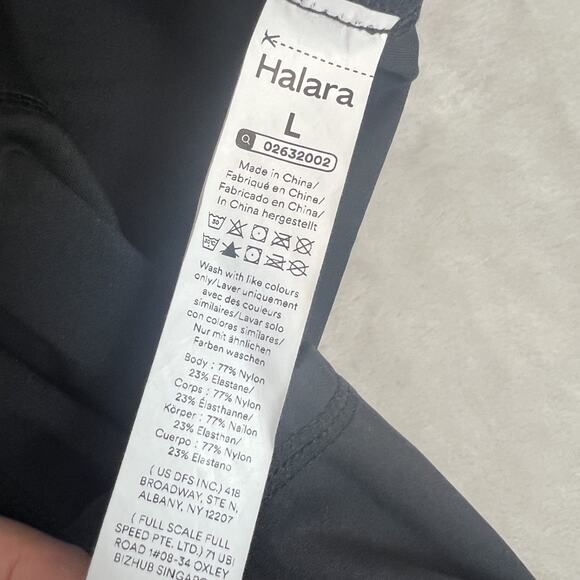 Halara
L
02632002
Made in China/
Fabriqué en Chine/
Fabricado en China/
In China hergestellt
Wash with like colours
only/Laver uniquement
avec des couleurs
similaires/Lavar solo
con colores similares/
Nur mit ähnlichen
Farben waschen
Body : 77% Nylon
23% Elastane/
Corps : 77% Nylon
23% Élasthanne/
Körper : 77% Nailon
23% Elasthan/
Cuerpo : 77% Nylon
23% Elastano
( US DFS INC.) 418
BROADWAY, STE N,
ALBANY, NY 12207
( FULL SCALE FULL
SPEED PTE. LTD.) 71 UBI
ROAD 1#08-34 OXLEY
BIZHUB SINGAPO